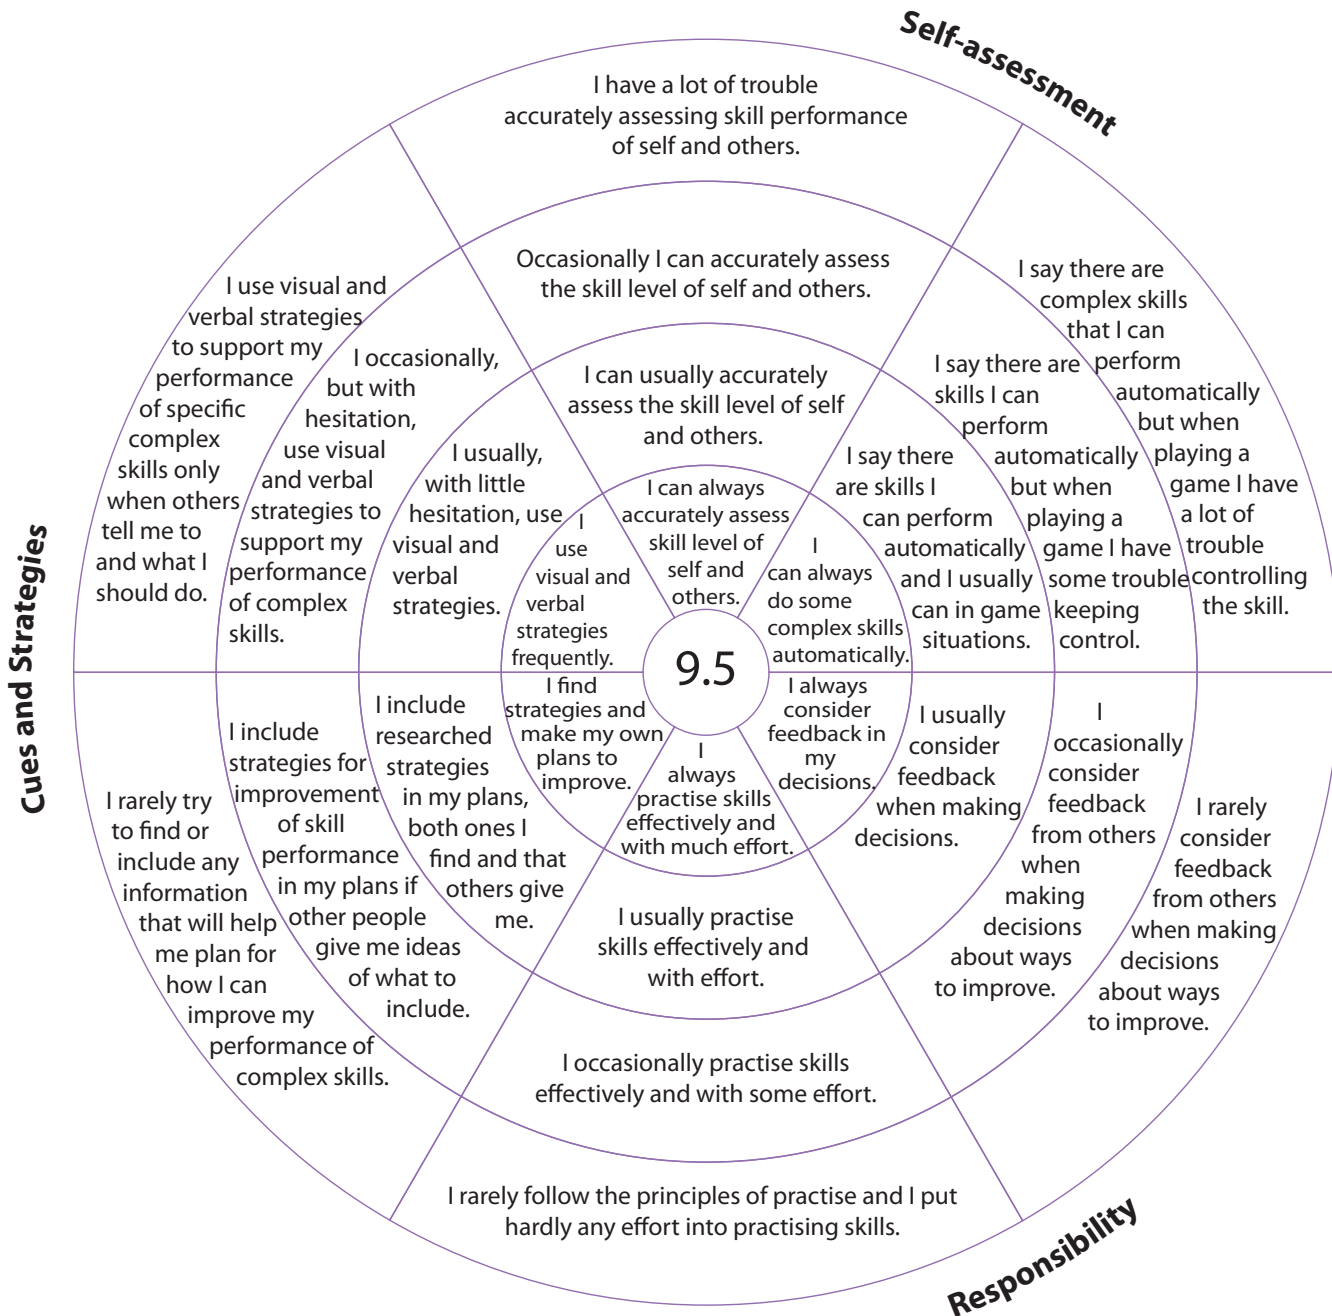 Self-assessment
I have a lot of trouble
accurately assessing skill performance
of self and others.
Occasionally I can accurately assess
the skill level of self and others.
I can usually accurately
assess the skill level of self
and others.
I can always
accurately assess
skill level of
self and
others.
I say there are
complex skills
that I can
perform
automatically
but when
playing a
game I have
a lot of
trouble
controlling
the skill.
I say there are
skills I can
perform
automatically
but when
playing a
game I have
some trouble
keeping
control.
I say there
are skills I
can perform
automatically
and I usually
can in game
situations.
I
can always
do some
complex skills
automatically.
Cues and Strategies
I use visual and
verbal strategies
to support my
performance
of specific
complex
skills only
when others
tell me to
and what I
should do.
I occasionally,
but with
hesitation,
use visual
and verbal
strategies to
support my
performance
of complex
skills.
I usually,
with little
hesitation, use
visual and
verbal
strategies.
I
use
visual and
verbal
strategies
frequently.
9.5
I find
strategies and
make my own
plans to
improve.
I include
researched
strategies
in my plans,
both ones I
find and that
others give
me.
I include
strategies for
improvement
of skill
performance
in my plans if
other people
give me ideas
of what to
include.
I rarely try
to find or
include any
information
that will help
me plan for
how I can
improve my
performance of
complex skills.
I
always
practise skills
effectively and
with much effort.
I usually practise
skills effectively and
with effort.
I occasionally practise skills
effectively and with some effort.
I rarely follow the principles of practise and I put
hardly any effort into practising skills.
I always
consider
feedback in
my
decisions.
I usually
consider
feedback
when making
decisions.
I
occasionally
consider
feedback
from others
when
making
decisions
about ways
to improve.
I rarely
consider
feedback
from others
when making
decisions
about ways
to improve.
Responsibility